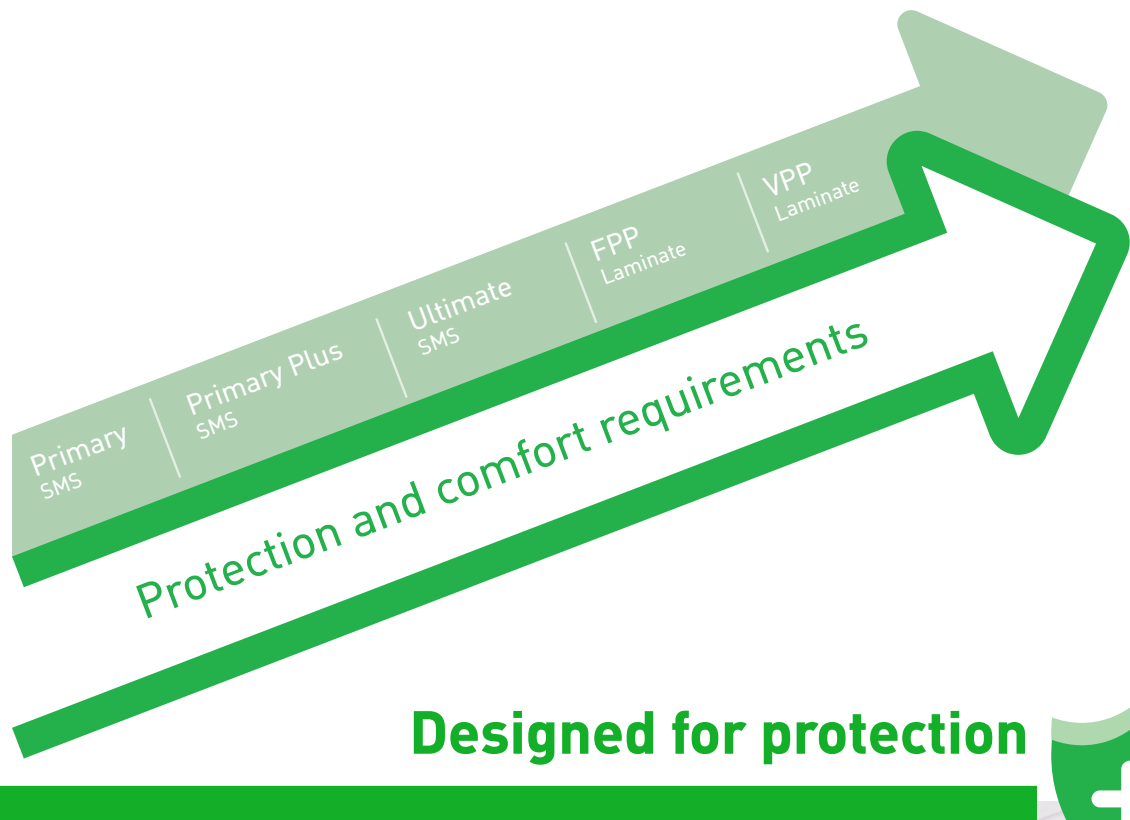 Primary
SMS
Primary Plus
SMS
Ultimate
SMS
FPP
Laminate
VPP
Laminate
Protection and comfort requirements
Designed for protection